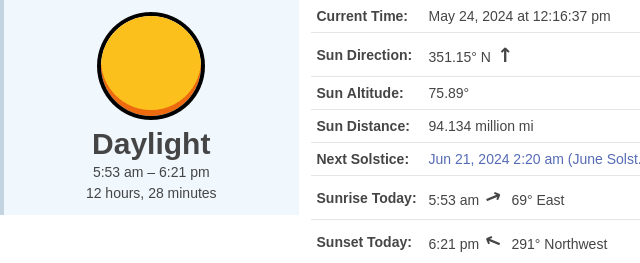 Daylight
5:53 am – 6:21 pm
12 hours, 28 minutes
Current Time: May 24, 2024 at 12:16:37 pm
Sun Direction: 351.15° N ↑
Sun Altitude: 75.89°
Sun Distance: 94.134 million mi
Next Solstice: Jun 21, 2024 2:20 am (June Solst.
Sunrise Today: 5:53 am → 69° East
Sunset Today: 6:21 pm ← 291° Northwest